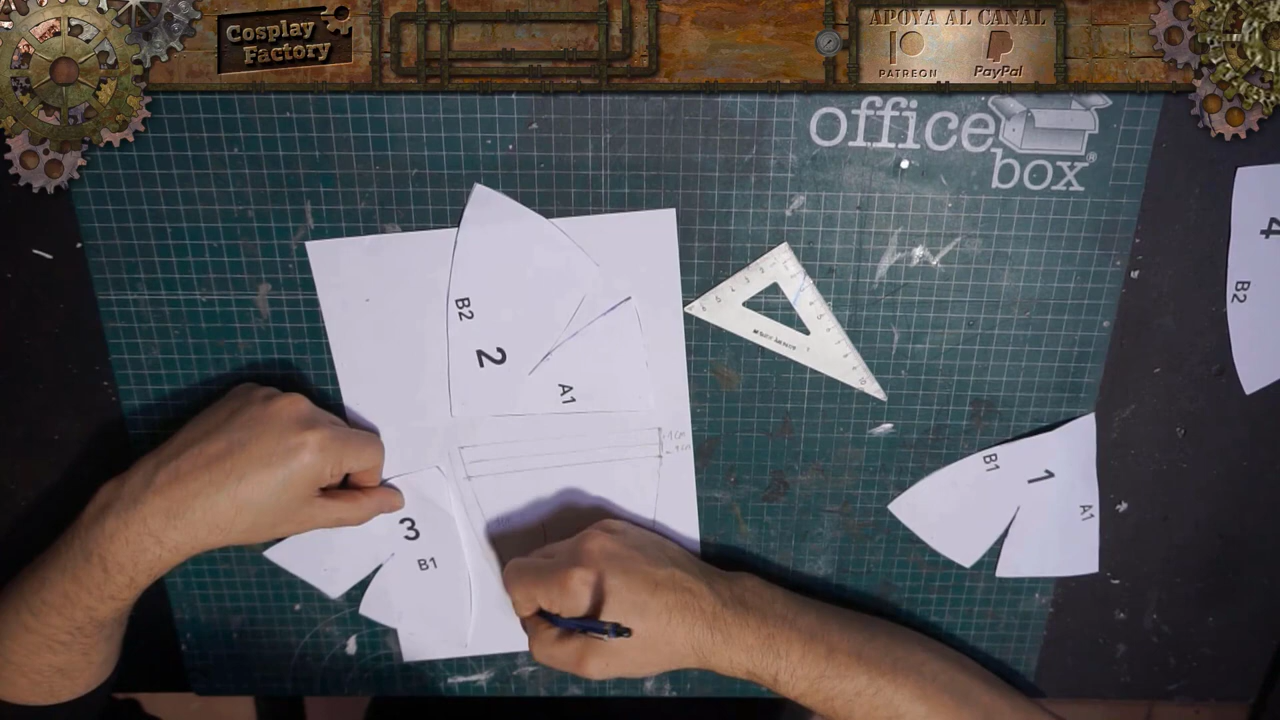 Cosplay
Factory
APOYA AL CANAL
PATREON
PayPal
office
box®
B2
2
A1
3
B1
B1
1
A1
4
B2